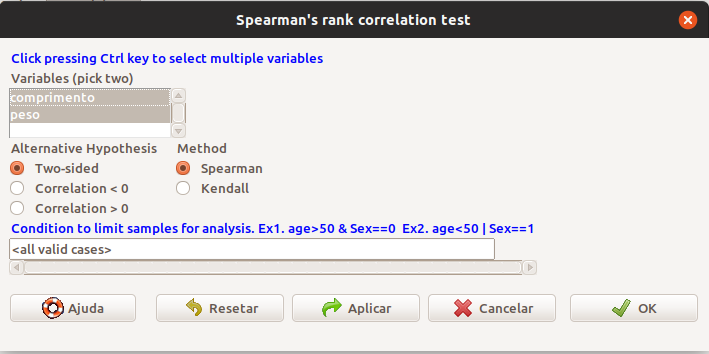 Spearman's rank correlation test
Click pressing Ctrl key to select multiple variables
Variables (pick two)
comprimento
peso
Alternative Hypothesis Method
Two-sided Spearman
Correlation < 0 Kendall
Correlation > 0
Condition to limit samples for analysis. Ex1. age>50 & Sex==0  Ex2. age<50 | Sex==1
<all valid cases>
Ajuda Resetar Aplicar Cancelar OK